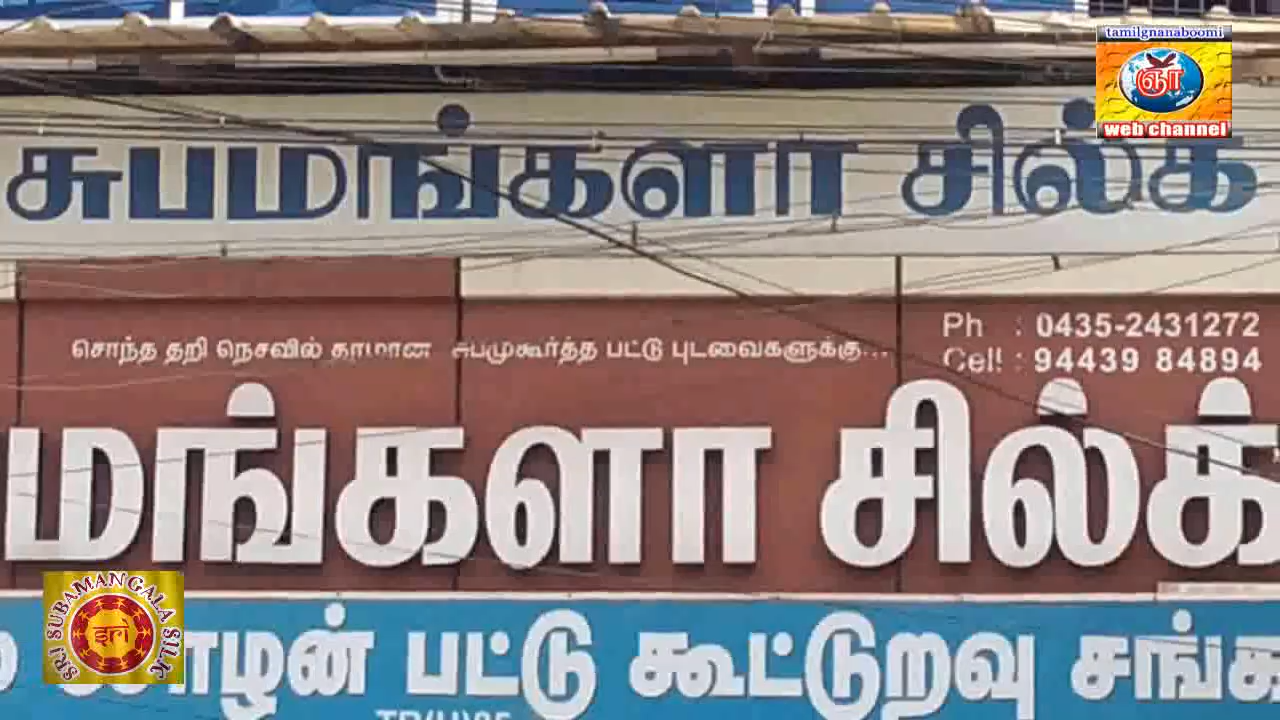 tamilgnanaboomi
ஞா
web channel
சுபமங்களா சில்க்
சொந்த தறி நெசவில் தரமான சுபமுகூர்த்த பட்டு புடவைகளுக்கு...
Ph : 0435-2431272
Cell : 94439 84894
மங்களா சில்க்
SRI SUBAMANGALA SILK
sri
சோழன் பட்டு கூட்டுறவு சங்க